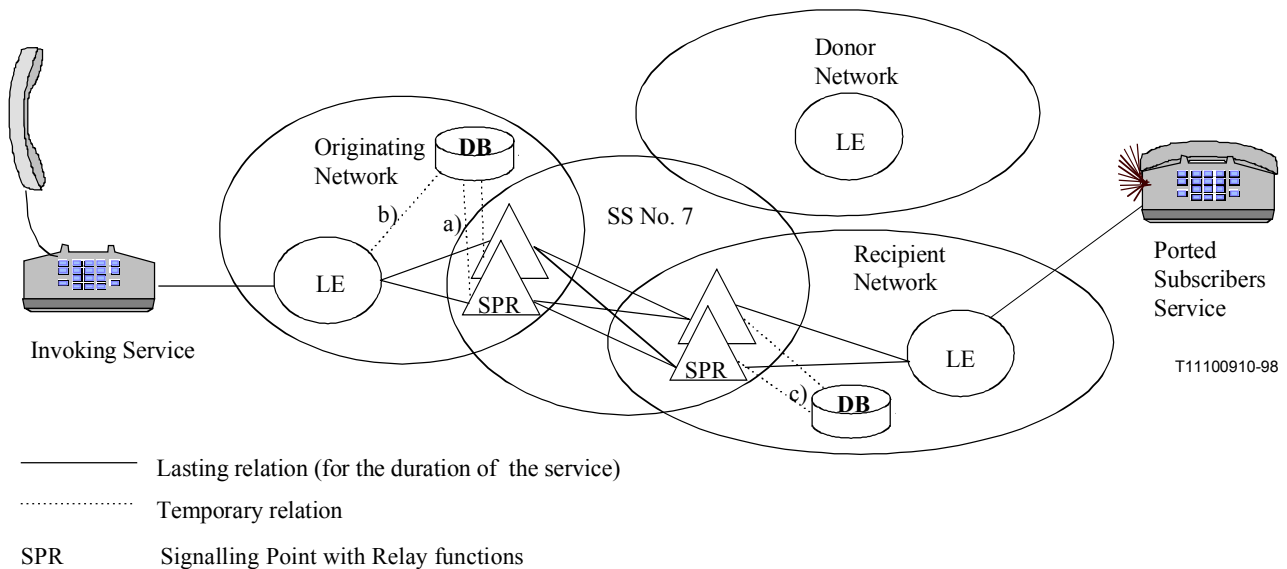 Donor
Network
LE
Originating
Network
DB
b)
a)
SS No. 7
LE
SPR
Recipient
Network
SPR
LE
c)
DB
Invoking Service
Ported
Subscribers
Service
T11100910-98
Lasting relation (for the duration of the service)
Temporary relation
SPR Signalling Point with Relay functions